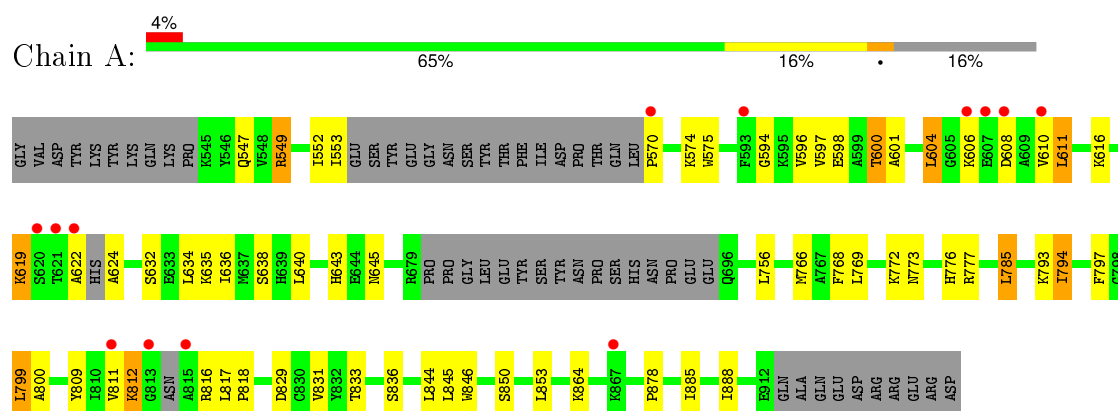 4%
Chain A:
65% 16% • 16%
GLY VAL ASP TYR LYS TYR LYS GLN LYS PRO K545 Y546 Q547 V548 R549 I552 I553 GLU SER TYR GLU GLY ASN SER TYR THR PHE ILE ASP PRO THR GLN LEU P570 K574 W575 F593 G594 K595 V596 V597 E598 A599 T600 A601 L604 G605 K606 E607 D608 A609 V610 L611 K616
K619 S620 T621 A622 HIS A624 S632 E633 L634 K635 I636 M637 S638 H639 L640 H643 E644 N645 R679 PRO PRO GLY LEU GLU TYR SER TYR ASN PRO SER HIS ASN PRO GLU GLU Q696 L756 M766 A767 F768 L769 K772 N773 H776 R777 L785 K793 I794 F797 G798
L799 A800 Y809 I810 V811 K812 G813 ASN A815 R816 L817 P818 D829 C830 V831 Y832 T833 S836 L844 L845 W846 S850 L853 K864 K867 P878 I885 I888 E912 GLN ALA GLN GLU ASP ARG ARG GLU ARG ASP